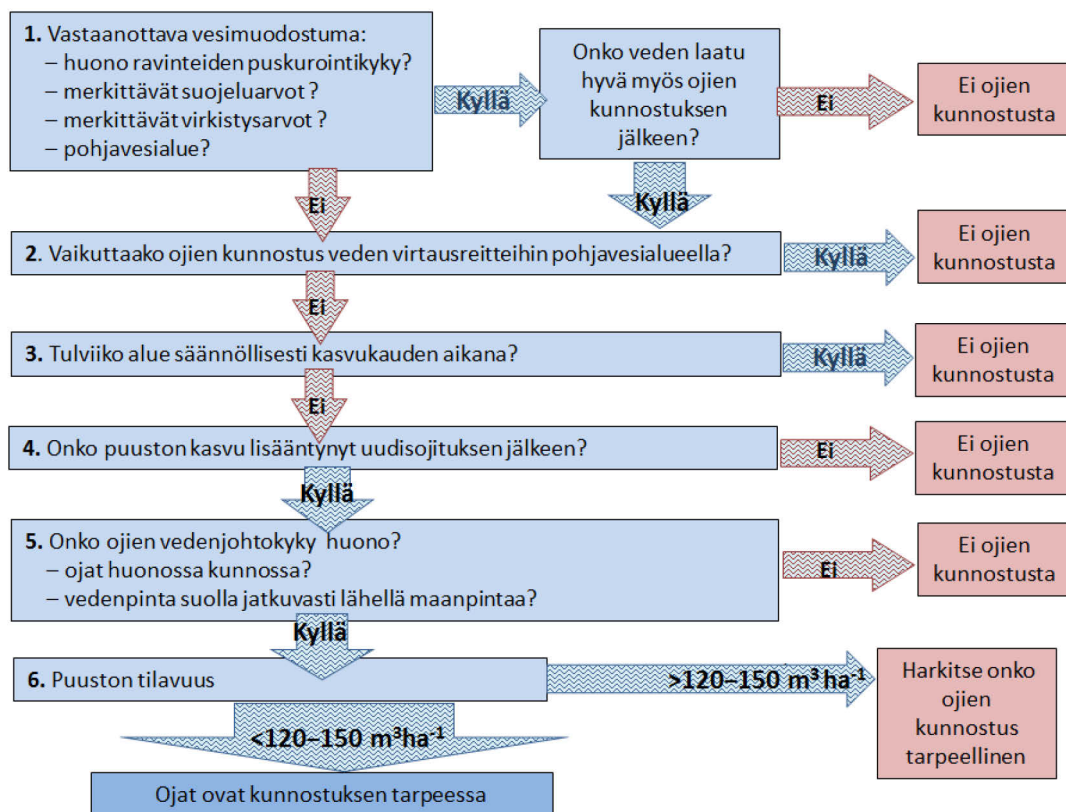 1. Vastaanottava vesimuodostuma:
– huono ravinteiden puskurointikyky?
– merkittävät suojeluarvot ?
– merkittävät virkistysarvot ?
– pohjavesialue?
Kyllä
Onko veden laatu
hyvä myös ojien
kunnostuksen
jälkeen?
Ei
Ei ojien
kunnostusta
Ei
Kyllä
2. Vaikuttaako ojien kunnostus veden virtausreitteihin pohjavesialueella?
Kyllä
Ei ojien
kunnostusta
Ei
3. Tulviiko alue säännöllisesti kasvukauden aikana?
Kyllä
Ei ojien
kunnostusta
Ei
4. Onko puuston kasvu lisääntynyt uudisojituksen jälkeen?
Ei
Ei ojien
kunnostusta
Kyllä
5. Onko ojien vedenjohtokyky huono?
– ojat huonossa kunnossa?
– vedenpinta suolla jatkuvasti lähellä maanpintaa?
Ei
Ei ojien
kunnostusta
Kyllä
6. Puuston tilavuus
>120–150 m³ ha⁻¹
Harkitse onko
ojien
kunnostus
tarpeellinen
<120–150 m³ha⁻¹
Ojat ovat kunnostuksen tarpeessa